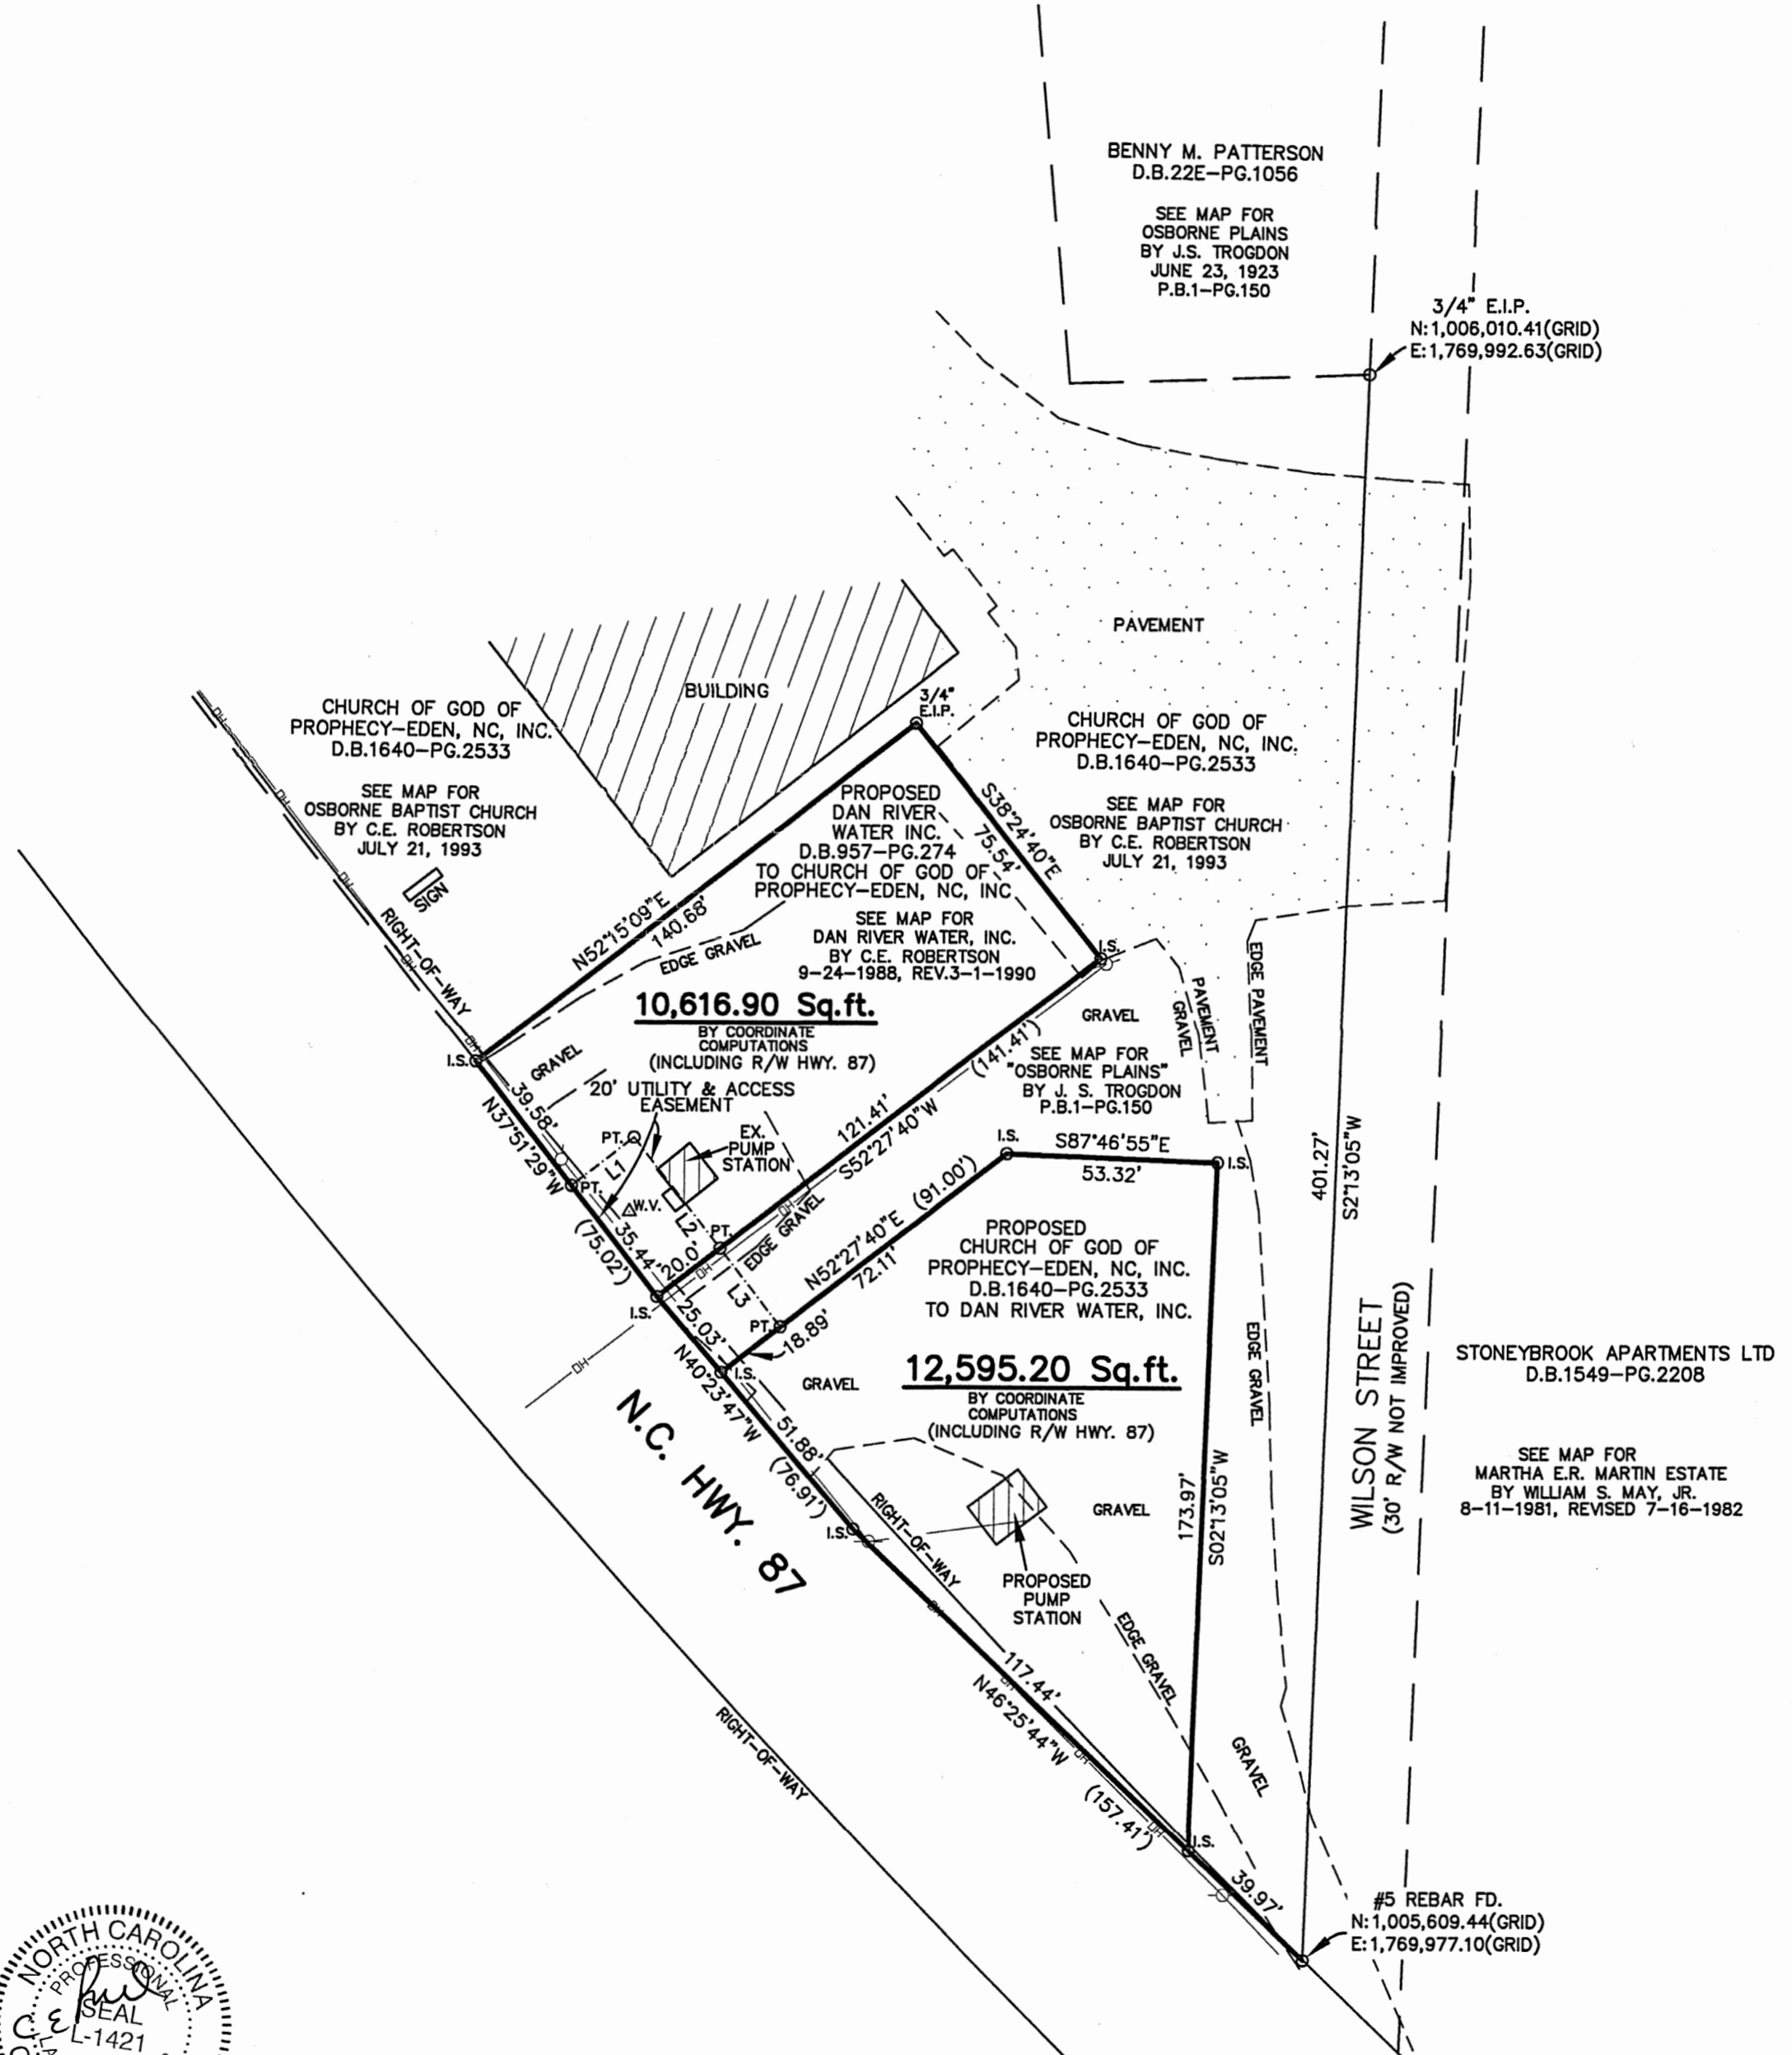 BENNY M. PATTERSON
D.B.22E-PG.1056
SEE MAP FOR
OSBORNE PLAINS
BY J.S. TROGDON
JUNE 23, 1923
P.B.1-PG.150
3/4" E.I.P.
N:1,006,010.41(GRID)
E:1,769,992.63(GRID)
PAVEMENT
BUILDING
3/4"
E.I.P.
CHURCH OF GOD OF
PROPHECY-EDEN, NC, INC.
D.B.1640-PG.2533
SEE MAP FOR
OSBORNE BAPTIST CHURCH
BY C.E. ROBERTSON
JULY 21, 1993
SIGN
RIGHT-OF-WAY
CHURCH OF GOD OF
PROPHECY-EDEN, NC, INC.
D.B.1640-PG.2533
SEE MAP FOR
OSBORNE BAPTIST CHURCH
BY C.E. ROBERTSON
JULY 21, 1993
S38°24'40"E
75.54'
PROPOSED
DAN RIVER
WATER INC.
D.B.957-PG.274
TO CHURCH OF GOD OF
PROPHECY-EDEN, NC, INC.
SEE MAP FOR
DAN RIVER WATER, INC.
BY C.E. ROBERTSON
9-24-1988, REV.3-1-1990
N52°15'09"E
140.68'
EDGE GRAVEL
10,616.90 Sq.ft.
BY COORDINATE
COMPUTATIONS
(INCLUDING R/W HWY. 87)
I.S.
I.S.
GRAVEL
20' UTILITY & ACCESS
EASEMENT
39.58'
N37°51'29"W
PT.
L1
PT.
EX.
PUMP
STATION
W.V.
L2
35.44'
(75.02')
20.0'
PT.
121.41'
S52°27'40"W
(141.41')
EDGE GRAVEL
GRAVEL
PAVEMENT
GRAVEL
EDGE PAVEMENT
SEE MAP FOR
"OSBORNE PLAINS"
BY J. S. TROGDON
P.B.1-PG.150
I.S.
S87°46'55"E
53.32'
I.S.
401.27'
S2°13'05"W
I.S.
25.03'
L3
PT.
18.89'
N52°27'40"E (91.00')
72.11'
PROPOSED
CHURCH OF GOD OF
PROPHECY-EDEN, NC, INC.
D.B.1640-PG.2533
TO DAN RIVER WATER, INC.
12,595.20 Sq.ft.
BY COORDINATE
COMPUTATIONS
(INCLUDING R/W HWY. 87)
I.S.
GRAVEL
N40°23'47"W
51.88'
(76.91')
I.S.
N.C. HWY. 87
RIGHT-OF-WAY
GRAVEL
PROPOSED
PUMP
STATION
EDGE GRAVEL
EDGE GRAVEL
173.97'
S02°13'05"W
WILSON STREET
(30' R/W NOT IMPROVED)
STONEYBROOK APARTMENTS LTD
D.B.1549-PG.2208
SEE MAP FOR
MARTHA E.R. MARTIN ESTATE
BY WILLIAM S. MAY, JR.
8-11-1981, REVISED 7-16-1982
117.44'
N46°25'44"W
(157.41')
RIGHT-OF-WAY
GRAVEL
I.S.
39.97'
#5 REBAR FD.
N:1,005,609.44(GRID)
E:1,769,977.10(GRID)
NORTH CAROLINA
PROFESSIONAL
SEAL
L-1421